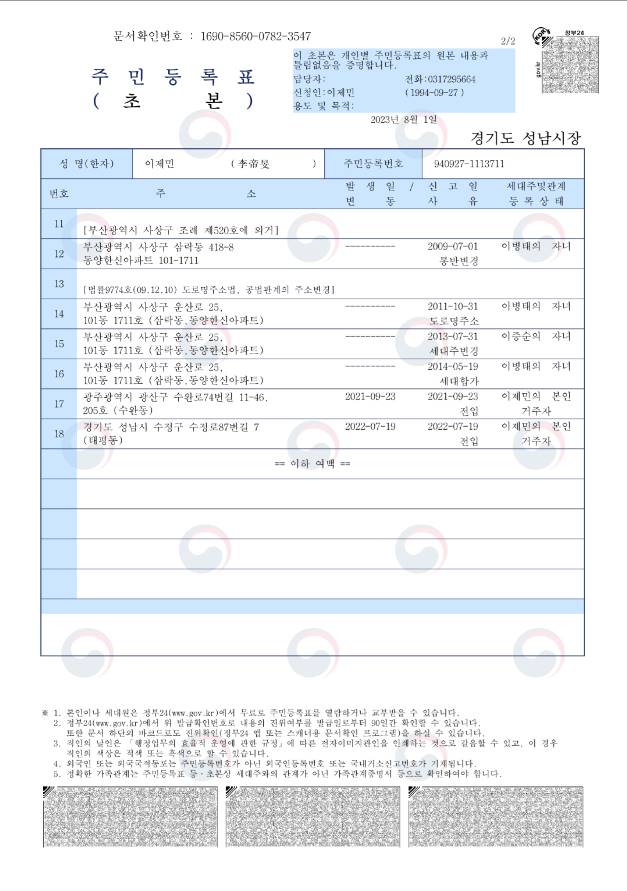 문서확인번호 : 1690-8560-0782-3547
2/2
정부24
주 민 등 록 표
( 초 본 )
이 초본은 개인별 주민등록표의 원본 내용과
틀림없음을 증명합니다.
담당자: 전화:0317295664
신청인:이제민 (1994-09-27)
용도 및 목적:
2023년 8월 1일
경기도 성남시장
성 명(한자) 이제민 (李帝旻 ) 주민등록번호 940927-1113711
번호 주 소 발 생 일 / 신 고 일 세대주및관계
변 동 사 유 등 록 상 태
11 [부산광역시 사상구 조례 제520호에 의거]
12 부산광역시 사상구 삼락동 418-8 ---------- 2009-07-01 이병태의 자녀
동양한신아파트 101-1711 통반변경
13 [법률9774호(09.12.10) 도로명주소법, 공법관계의 주소변경]
14 부산광역시 사상구 운산로 25, ---------- 2011-10-31 이병태의 자녀
101동 1711호 (삼락동,동양한신아파트) 도로명주소
15 부산광역시 사상구 운산로 25, ---------- 2013-07-31 이중순의 자녀
101동 1711호 (삼락동,동양한신아파트) 세대주변경
16 부산광역시 사상구 운산로 25, ---------- 2014-05-19 이병태의 자녀
101동 1711호 (삼락동,동양한신아파트) 세대합가
17 광주광역시 광산구 수완로74번길 11-46, 2021-09-23 2021-09-23 이제민의 본인
205호 (수완동) 전입 거주자
18 경기도 성남시 수정구 수정로87번길 7 2022-07-19 2022-07-19 이제민의 본인
(태평동) 전입 거주자
== 이하 여백 ==
※ 1. 본인이나 세대원은 정부24(www.gov.kr)에서 무료로 주민등록표를 열람하거나 교부받을 수 있습니다.
2. 정부24(www.gov.kr)에서 위 발급확인번호로 내용의 진위여부를 발급일로부터 90일간 확인할 수 있습니다.
또한 문서 하단의 바코드로도 진위확인(정부24 앱 또는 스캐너용 문서확인 프로그램)을 하실 수 있습니다.
3. 직인의 날인은 「행정업무의 효율적 운영에 관한 규정」에 따른 전자이미지관인을 인쇄하는 것으로 갈음할 수 있고, 이 경우
직인의 색상은 적색 또는 흑색으로 할 수 있습니다.
4. 외국인 또는 외국국적동포는 주민등록번호가 아닌 외국인등록번호 또는 국내거소신고번호가 기재됩니다.
5. 정확한 가족관계는 주민등록표 등·초본상 세대주와의 관계가 아닌 가족관계증명서 등으로 확인하여야 합니다.